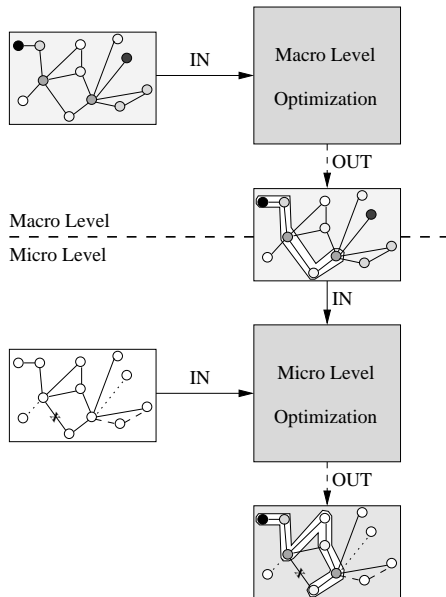 IN
Macro Level
Optimization
OUT
Macro Level
Micro Level
IN
IN
Micro Level
Optimization
OUT